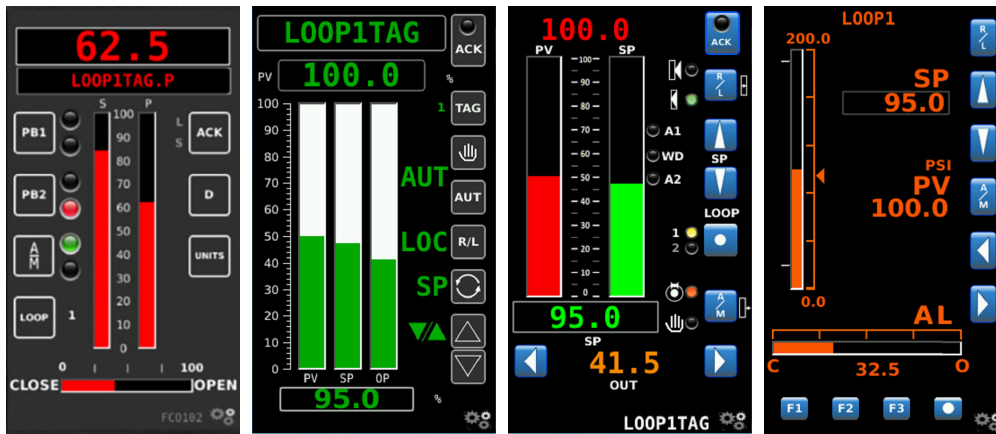 62.5
LOOP1TAG.P
S P
PB1
PB2
A/M
LOOP 1
100
90
80
70
60
50
40
30
20
10
0
L
S
ACK
D
UNITS
0 100
CLOSE OPEN
FCO102
LOOP1TAG
ACK
PV 100.0 %
100
90
80
70
60
50
40
30
20
10
0
PV SP OP
95.0 %
1 TAG
AUT AUT
LOC R/L
SP
100.0
PV SP
100
90
80
70
60
50
40
30
20
10
0
ACK
R/L
A1
WD
A2
SP
LOOP
1
2
A/M
95.0
SP
41.5
OUT
LOOP1TAG
LOOP1
200.0
R/L
SP
95.0
PSI
PV
100.0
A/M
0.0
AL
C 32.5 O
F1 F2 F3